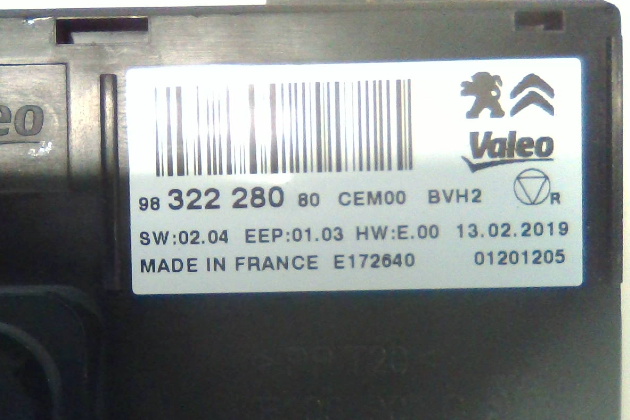 Valeo
98 322 280 80 CEM00 BVH2 R
SW:02.04 EEP:01.03 HW:E.00 13.02.2019
MADE IN FRANCE E172640 01201205